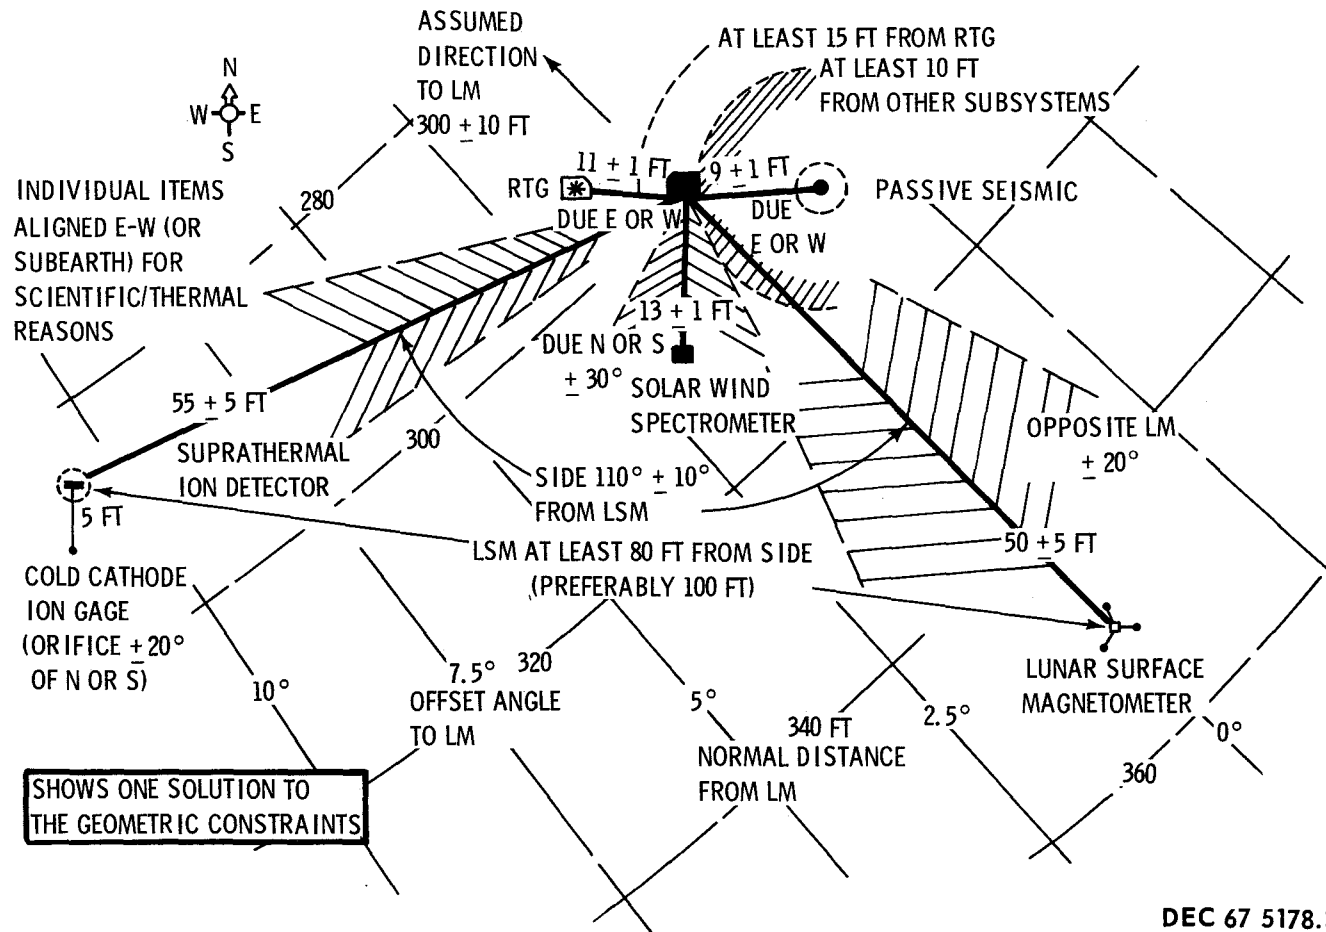 ASSUMED
DIRECTION
TO LM
300 ± 10 FT
AT LEAST 15 FT FROM RTG
AT LEAST 10 FT
FROM OTHER SUBSYSTEMS
N
W E
S
INDIVIDUAL ITEMS
ALIGNED E-W (OR
SUBEARTH) FOR
SCIENTIFIC/THERMAL
REASONS
280
RTG
11 ± 1 FT
9 ± 1 FT
PASSIVE SEISMIC
DUE E OR W
DUE
E OR W
13 ± 1 FT
DUE N OR S
± 30°
SOLAR WIND
SPECTROMETER
55 ± 5 FT
300
SUPRATHERMAL
ION DETECTOR
OPPOSITE LM
± 20°
SIDE 110° ± 10°
FROM LSM
5 FT
50 ± 5 FT
LSM AT LEAST 80 FT FROM SIDE
(PREFERABLY 100 FT)
COLD CATHODE
ION GAGE
(ORIFICE ± 20°
OF N OR S)
10°
7.5°
320
OFFSET ANGLE
TO LM
5°
340 FT
NORMAL DISTANCE
FROM LM
2.5°
LUNAR SURFACE
MAGNETOMETER
0°
360
SHOWS ONE SOLUTION TO
THE GEOMETRIC CONSTRAINTS
DEC 67 5178.